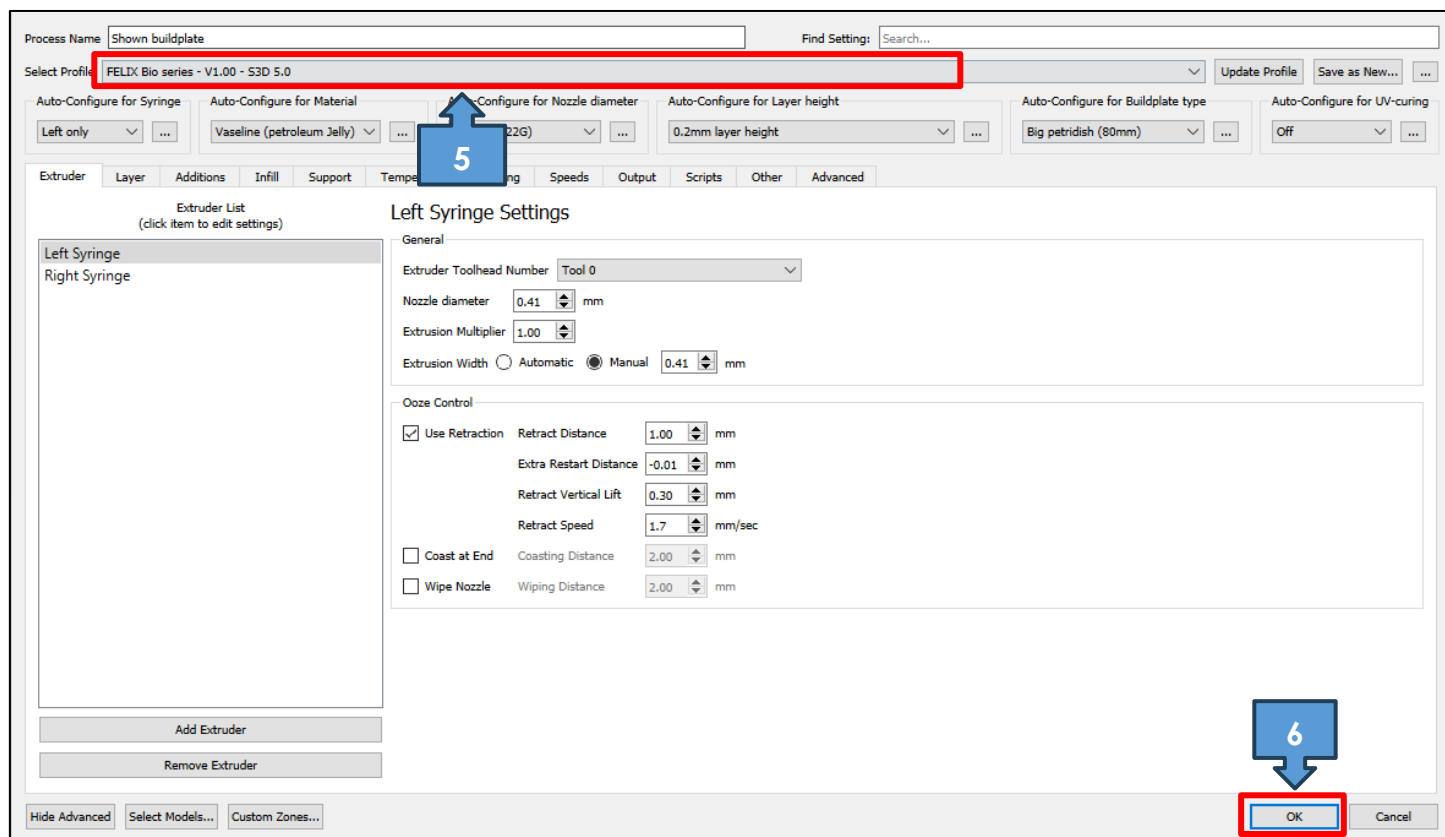 Process Name Shown buildplate Find Setting: Search...
Select Profile FELIX Bio series - V1.00 - S3D 5.0 Update Profile Save as New... ...
Auto-Configure for Syringe Auto-Configure for Material -Configure for Nozzle diameter Auto-Configure for Layer height Auto-Configure for Buildplate type Auto-Configure for UV-curing
Left only ... Vaseline (petroleum Jelly) ... 22G) ... 0.2mm layer height ... Big petridish (80mm) ... Off ...
5
Extruder Layer Additions Infill Support Tempe ng Speeds Output Scripts Other Advanced
Extruder List
(click item to edit settings)
Left Syringe
Right Syringe
Add Extruder
Remove Extruder
Left Syringe Settings
General
Extruder Toolhead Number Tool 0
Nozzle diameter 0.41 mm
Extrusion Multiplier 1.00
Extrusion Width Automatic Manual 0.41 mm
Ooze Control
Use Retraction Retract Distance 1.00 mm
Extra Restart Distance -0.01 mm
Retract Vertical Lift 0.30 mm
Retract Speed 1.7 mm/sec
Coast at End Coasting Distance 2.00 mm
Wipe Nozzle Wiping Distance 2.00 mm
6
Hide Advanced Select Models... Custom Zones... OK Cancel